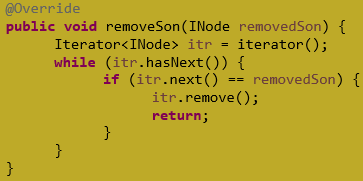 @Override
public void removeSon(INode removedSon) {
Iterator<INode> itr = iterator();
while (itr.hasNext()) {
if (itr.next() == removedSon) {
itr.remove();
return;
}
}
}